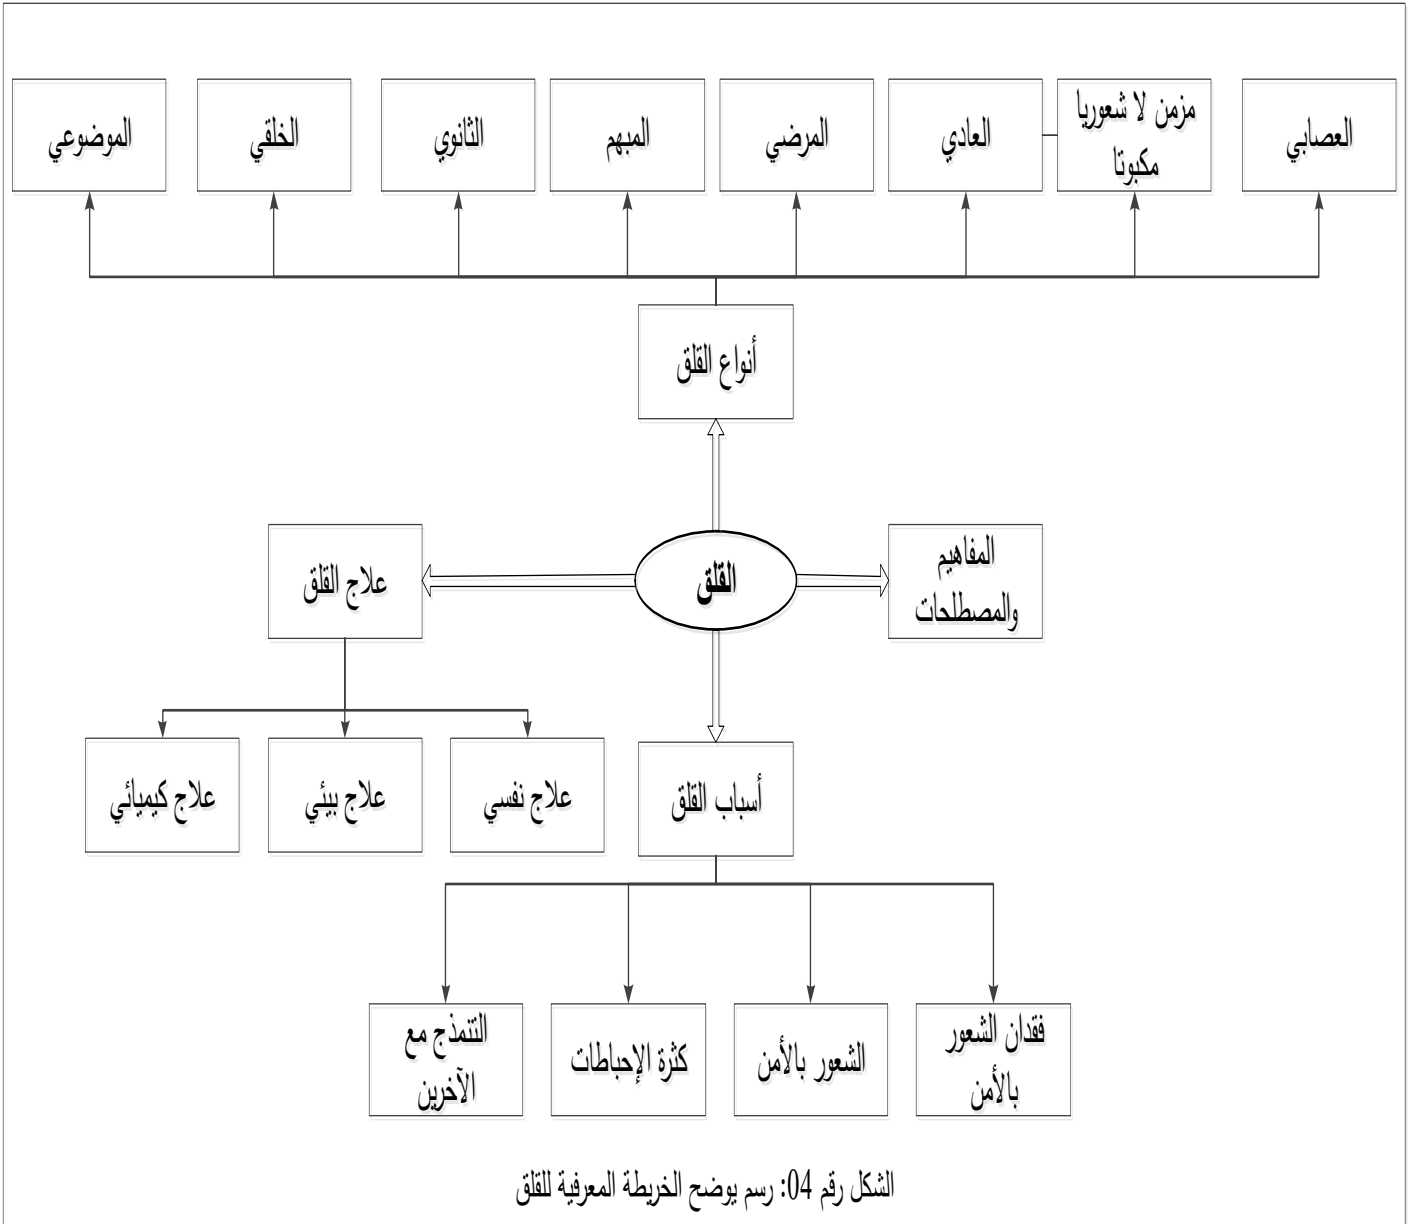 العصابي
مزمن لا شعوريا
مكبوتا
العادي
المرضي
المبهم
الثانوي
الخلقي
الموضوعي
أنواع القلق
المفاهيم
والمصطلحات
القلق
علاج القلق
علاج نفسي
علاج بيئي
علاج كيميائي
أسباب القلق
فقدان الشعور
بالأمن
الشعور بالأمن
كثرة الإحباطات
التنمذج مع
الآخرين
الشكل رقم 04: رسم يوضح الخريطة المعرفية للقلق